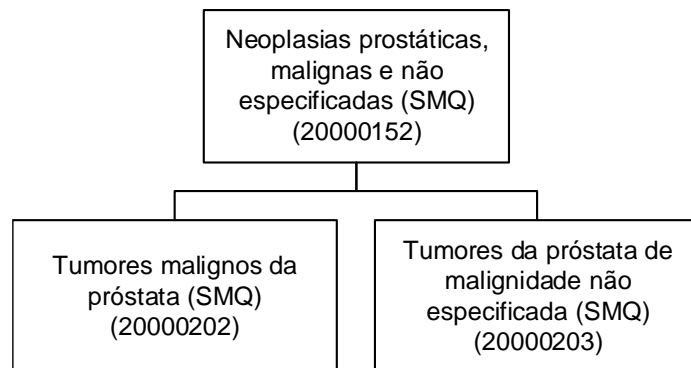 Neoplasias prostáticas,
malignas e não
especificadas (SMQ)
(20000152)
Tumores malignos da
próstata (SMQ)
(20000202)
Tumores da próstata de
malignidade não
especificada (SMQ)
(20000203)